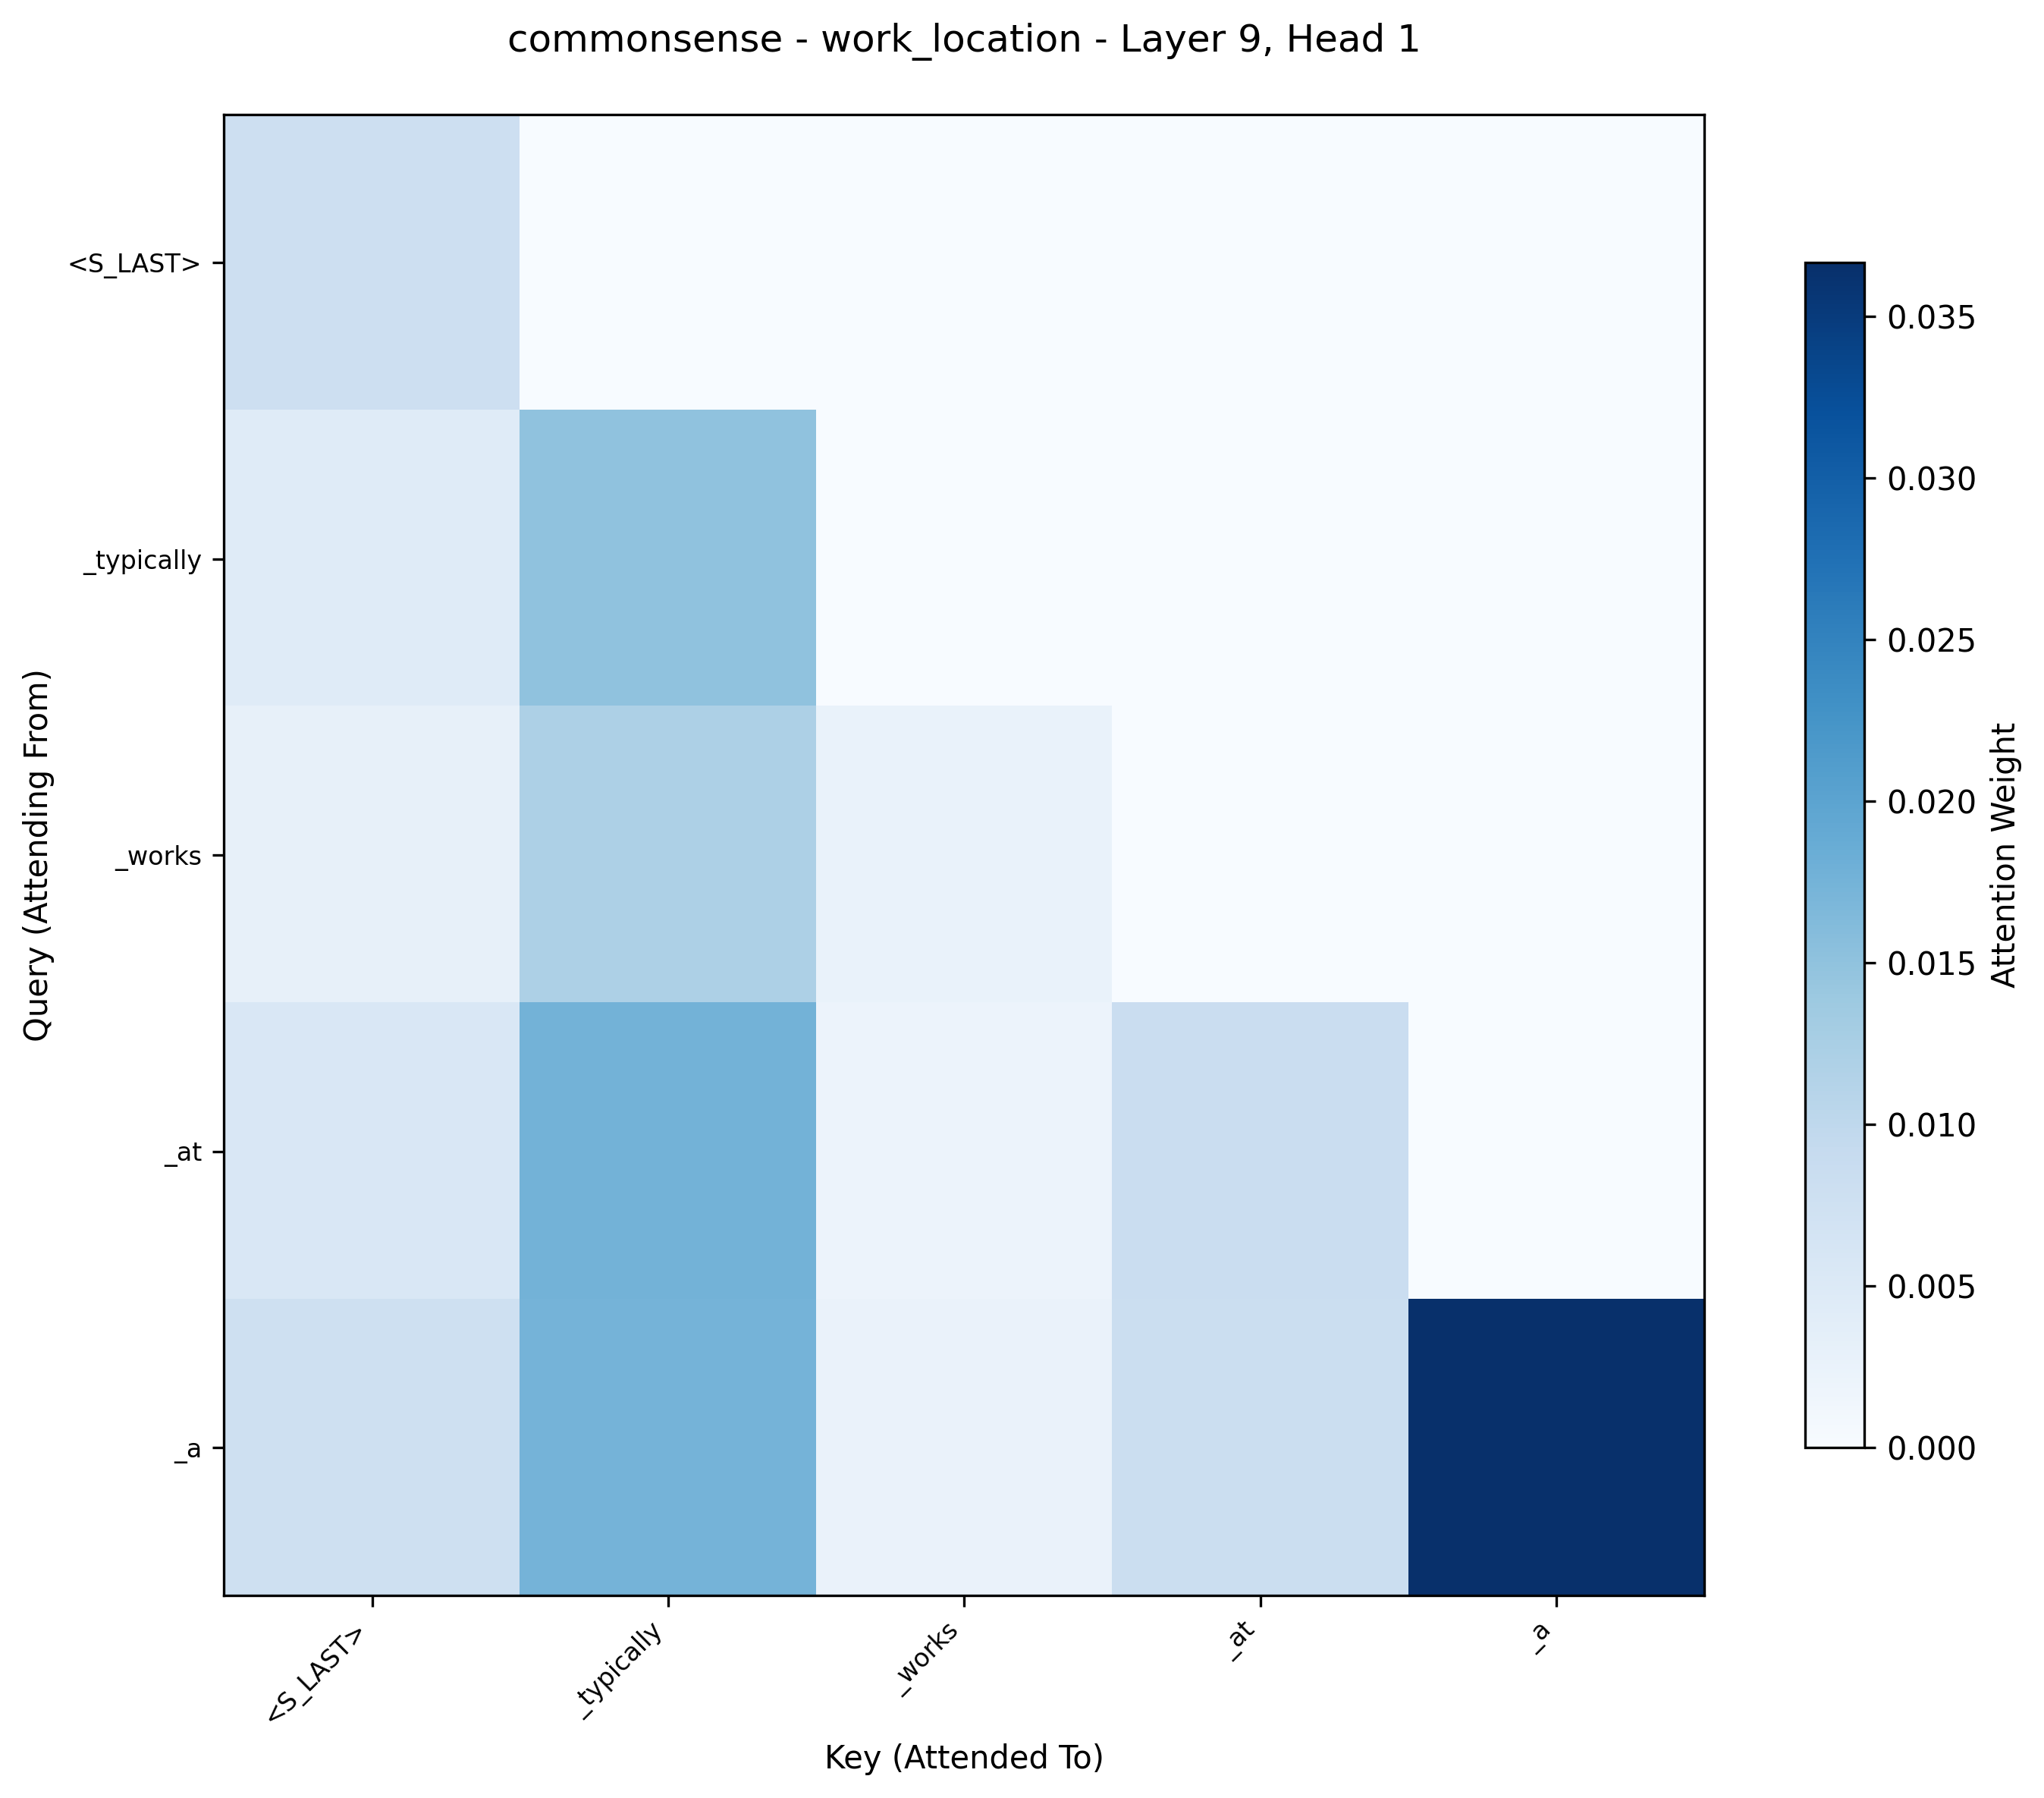 commonsense - work_location - Layer 9, Head 1
Query (Attending From)
<S_LAST>
_typically
_works
_at
_a
<S_LAST>
_typically
_works
_at
_a
Key (Attended To)
0.035
0.030
0.025
0.020
0.015
0.010
0.005
0.000
Attention Weight